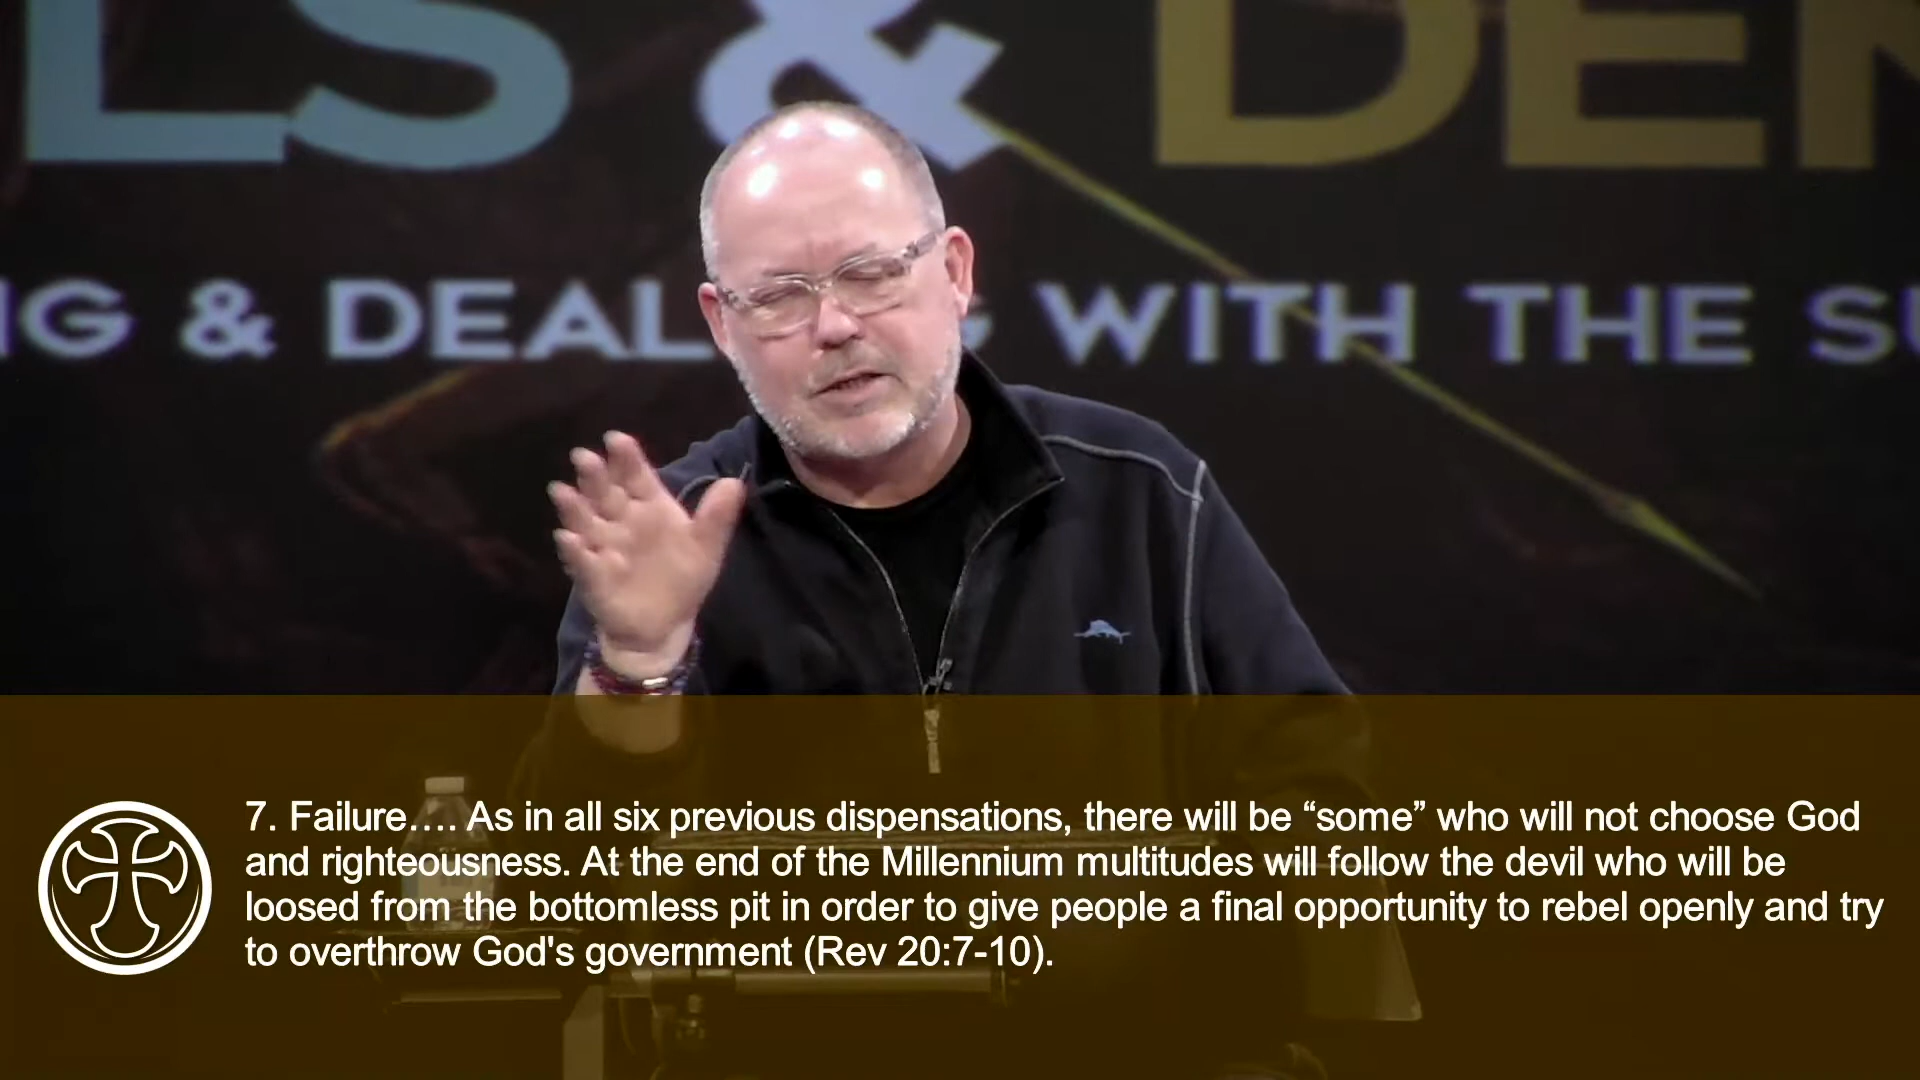 LS & DE
G & DEAL G WITH THE S
7. Failure…. As in all six previous dispensations, there will be “some” who will not choose God
and righteousness. At the end of the Millennium multitudes will follow the devil who will be
loosed from the bottomless pit in order to give people a final opportunity to rebel openly and try
to overthrow God's government (Rev 20:7-10).